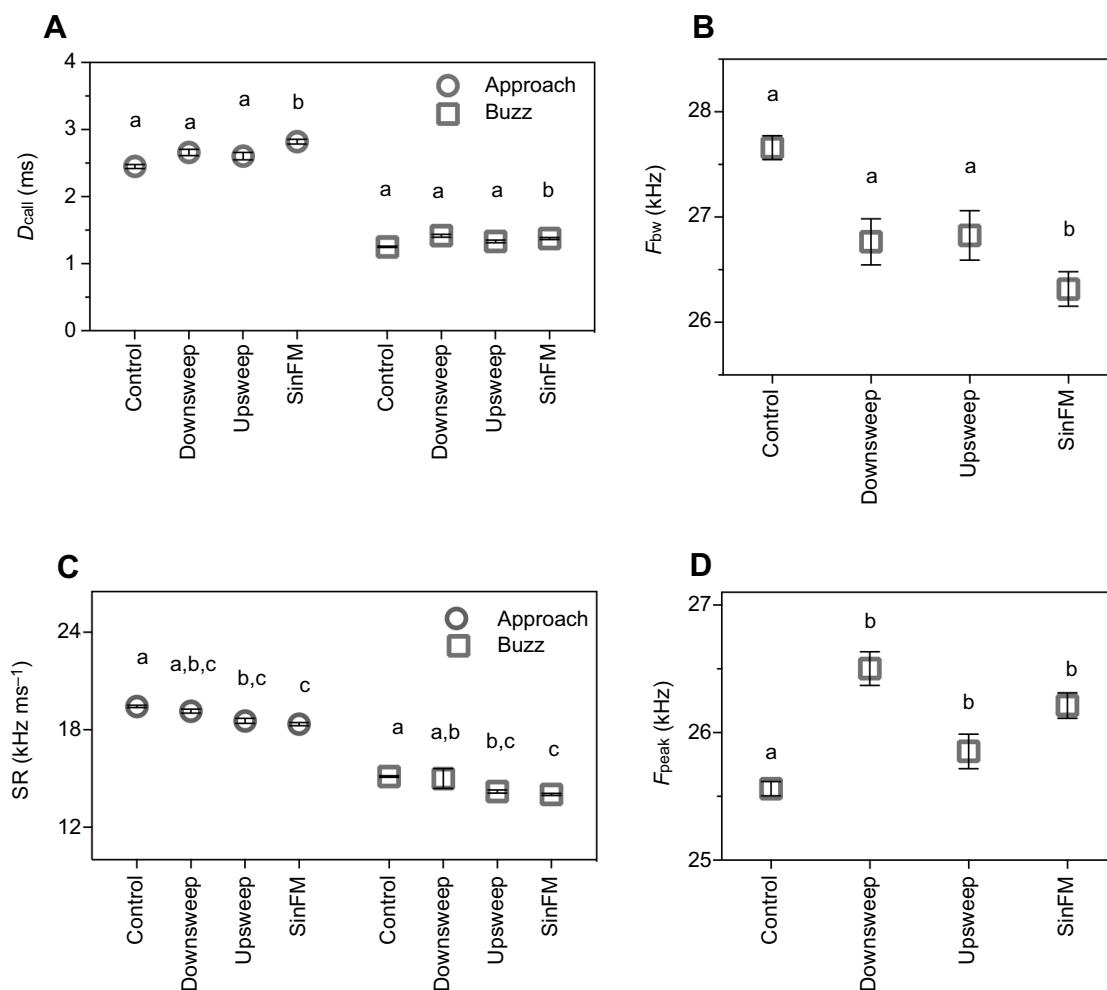 A
4
3
2
1
0
Dcall (ms)
Approach
Buzz
a
a
a
b
a
a
a
b
Control
Downsweep
Upsweep
SinFM
Control
Downsweep
Upsweep
SinFM
B
28
27
26
Fbw (kHz)
a
a
a
b
Control
Downsweep
Upsweep
SinFM
C
24
18
12
SR (kHz ms–1)
Approach
Buzz
a
a,b,c
b,c
c
a
a,b
b,c
c
Control
Downsweep
Upsweep
SinFM
Control
Downsweep
Upsweep
SinFM
D
27
26
25
Fpeak (kHz)
a
b
b
b
Control
Downsweep
Upsweep
SinFM